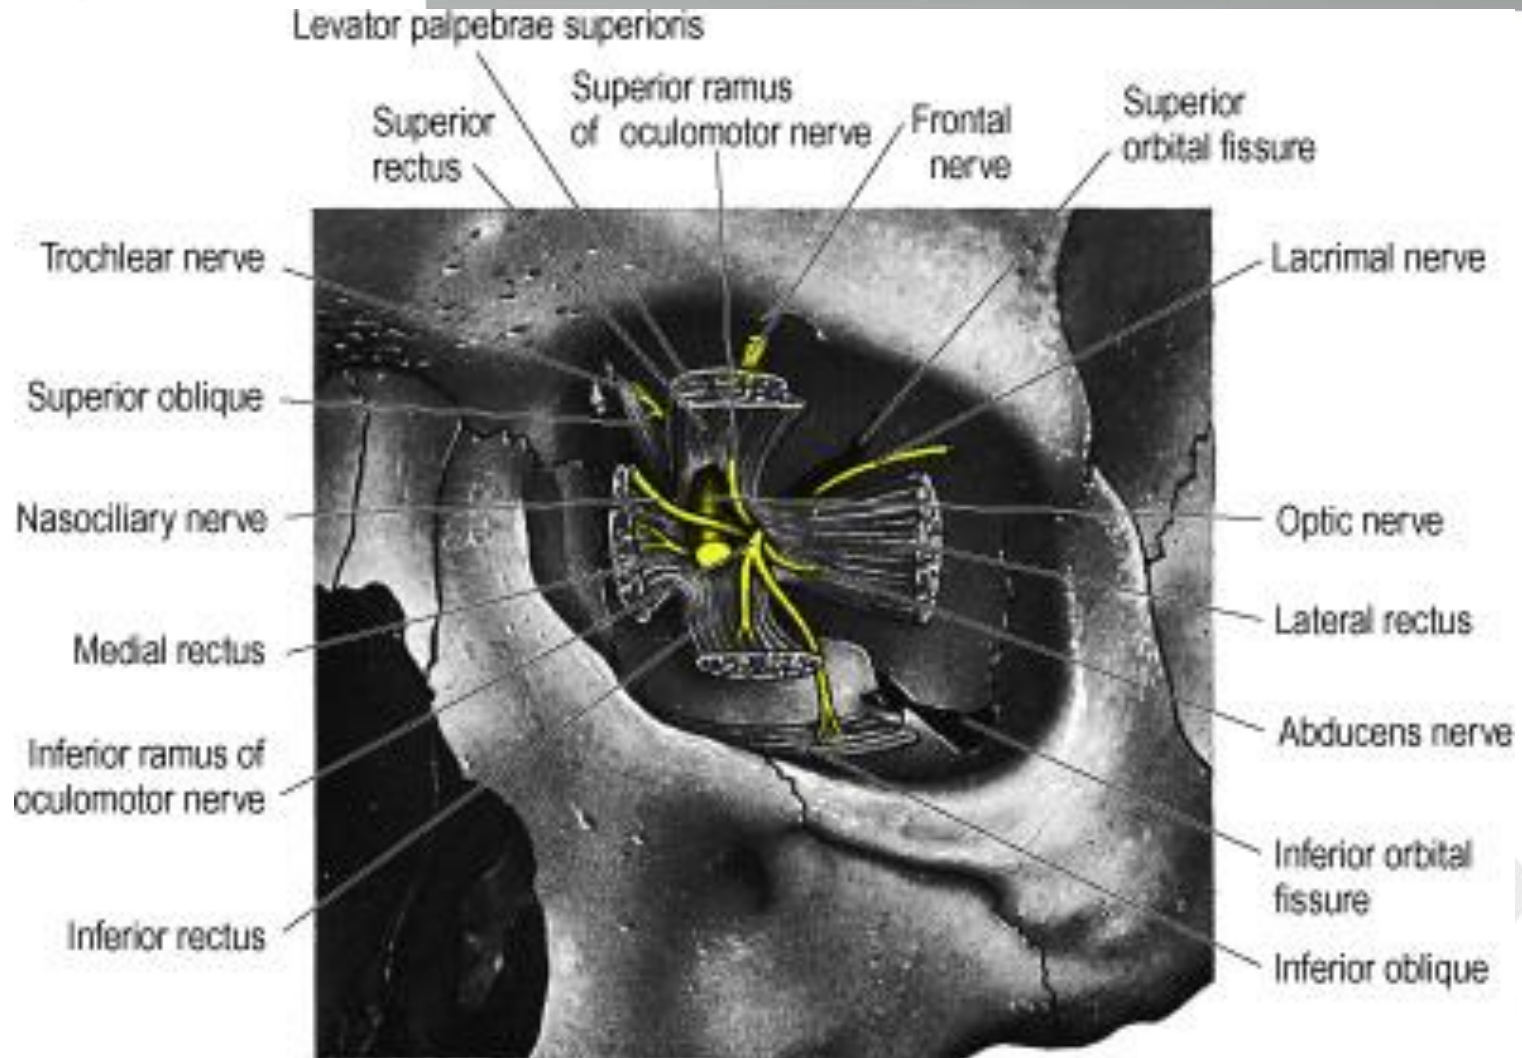 Levator palpebrae superioris
Superior ramus
of oculomotor nerve
Superior
rectus
Frontal
nerve
Superior
orbital fissure
Trochlear nerve
Lacrimal nerve
Superior oblique
Nasociliary nerve
Optic nerve
Medial rectus
Lateral rectus
Inferior ramus of
oculomotor nerve
Abducens nerve
Inferior orbital
fissure
Inferior rectus
Inferior oblique